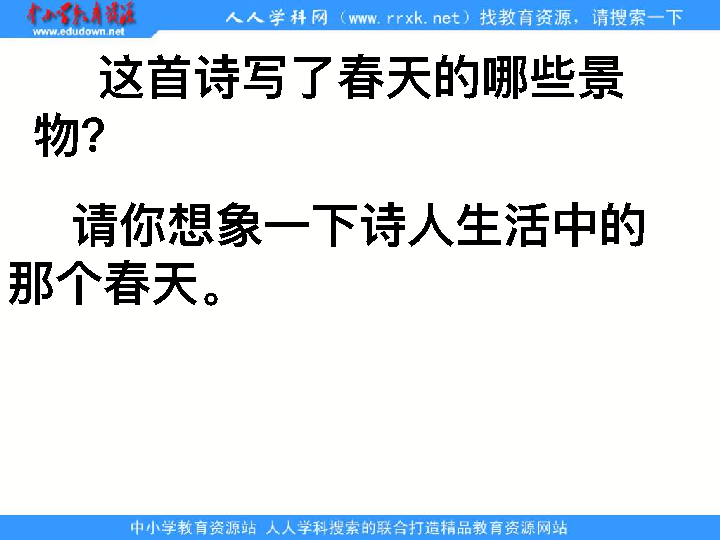 中小学教育资源
www.edudown.net
人人学科网（www.rrxk.net）找教育资源，请搜索一下
这首诗写了春天的哪些景
物？
请你想象一下诗人生活中的
那个春天。
中小学教育资源站 人人学科搜索的联合打造精品教育资源网站